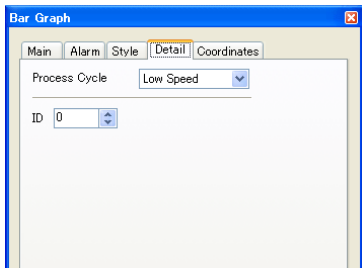 Bar Graph
Main Alarm Style Detail Coordinates
Process Cycle Low Speed
ID 0